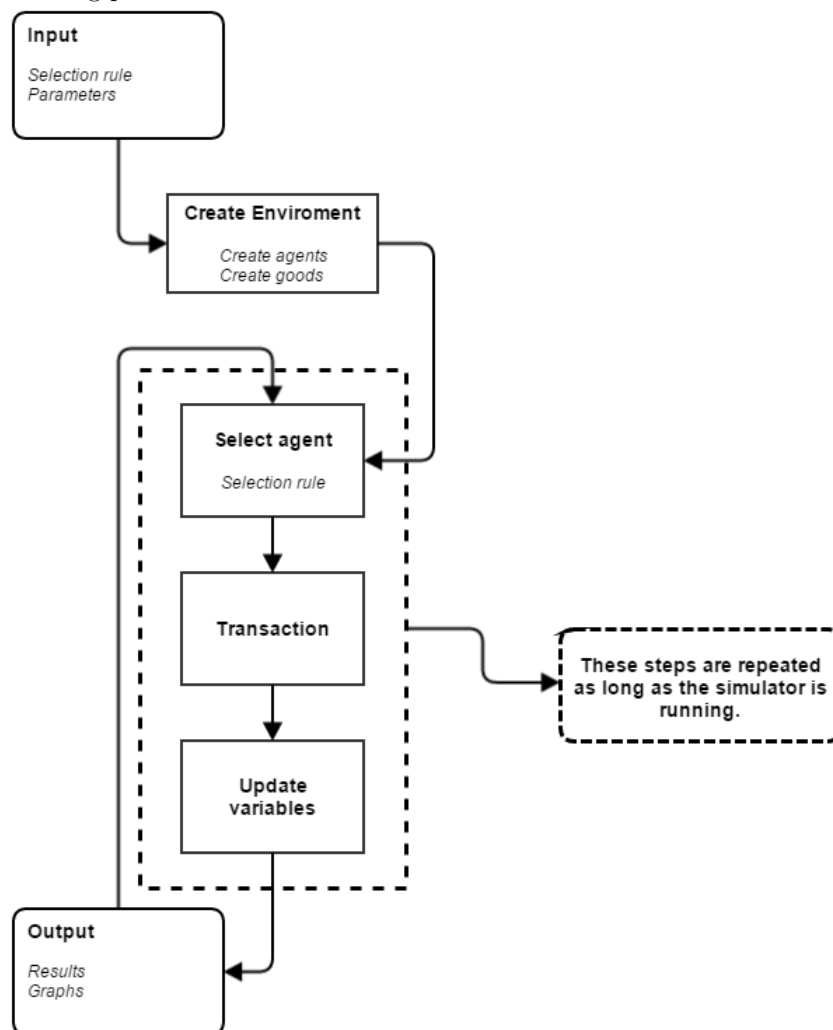 Input
Selection rule
Parameters
Create Enviroment
Create agents
Create goods
Select agent
Selection rule
Transaction
These steps are repeated
as long as the simulator is
running.
Update
variables
Output
Results
Graphs